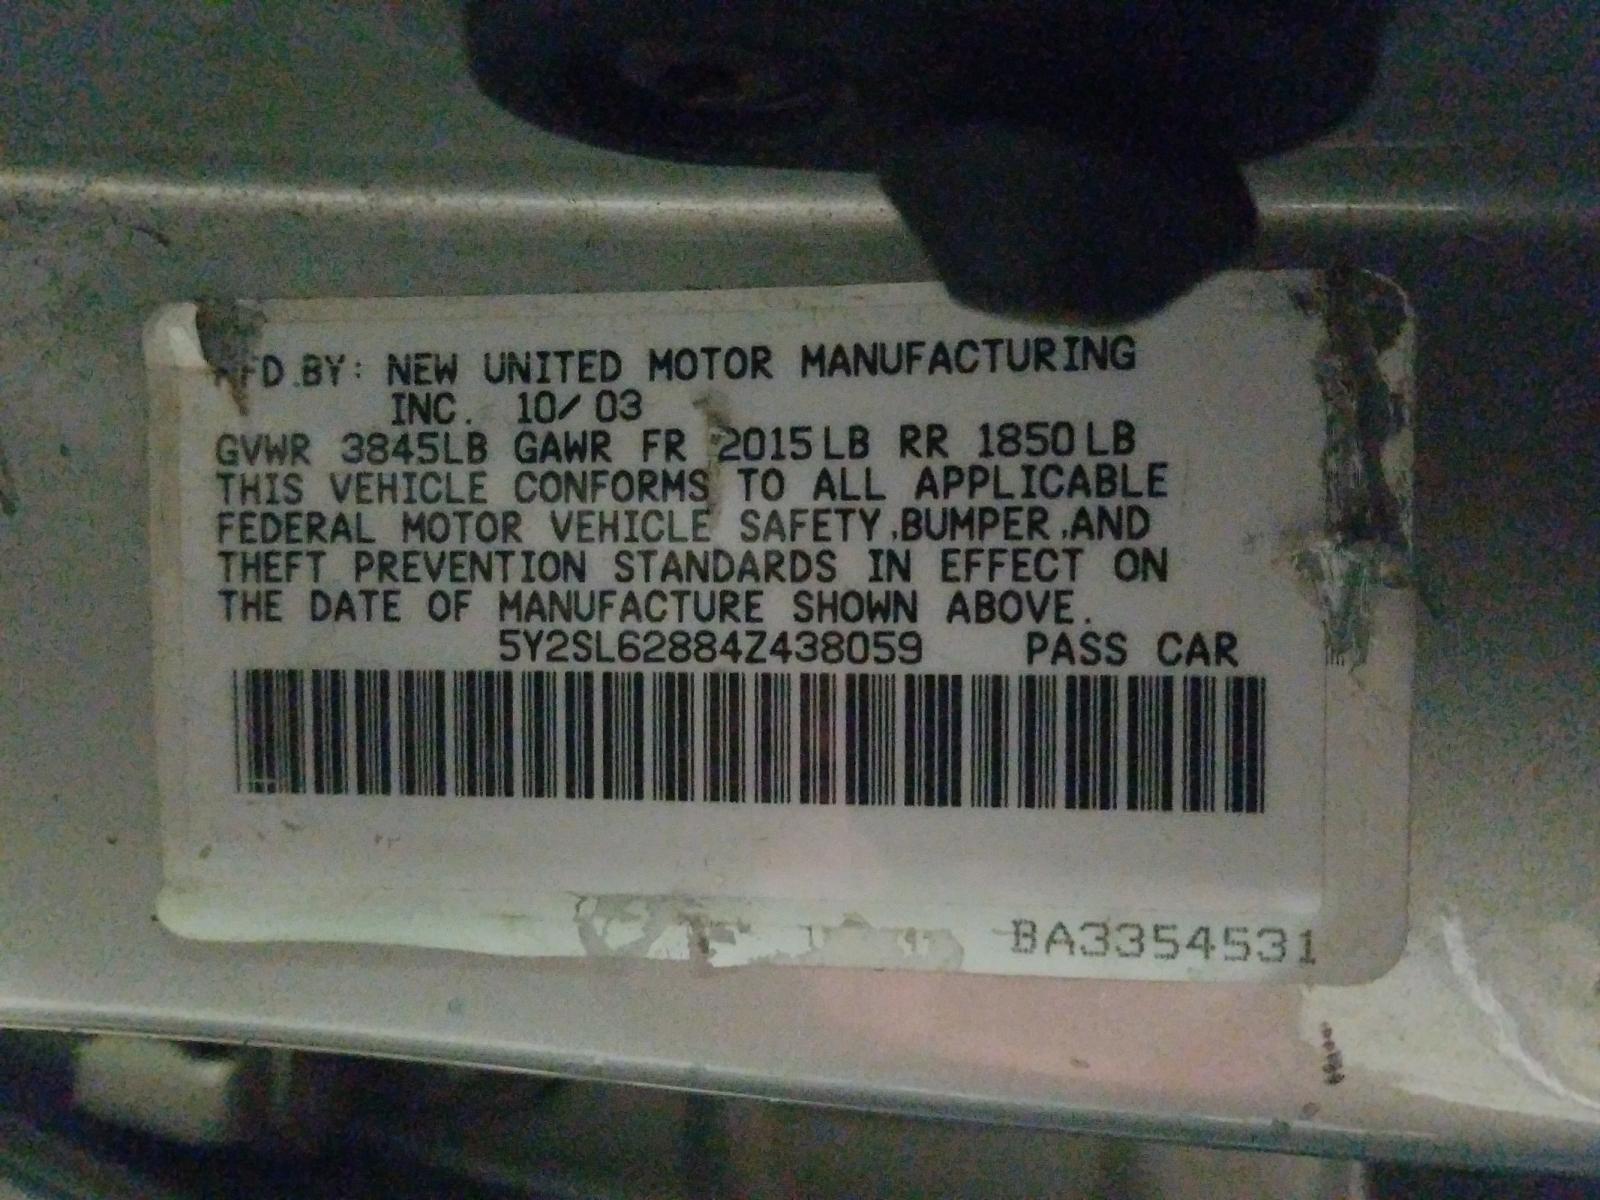 MFD.BY: NEW UNITED MOTOR MANUFACTURING
INC. 10/03
GVWR 3845LB GAWR FR 2015LB RR 1850LB
THIS VEHICLE CONFORMS TO ALL APPLICABLE
FEDERAL MOTOR VEHICLE SAFETY,BUMPER,AND
THEFT PREVENTION STANDARDS IN EFFECT ON
THE DATE OF MANUFACTURE SHOWN ABOVE.
5Y2SL62884Z438059 PASS CAR
BA3354531